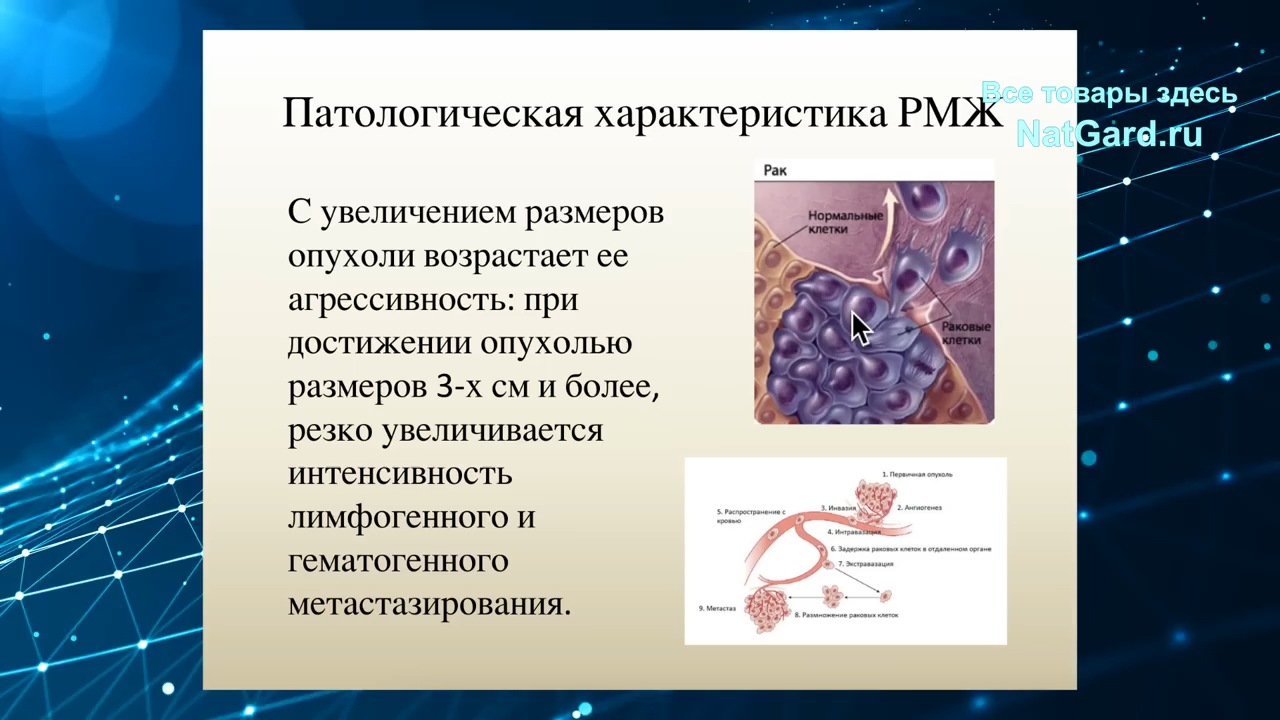 Патологическая характеристика РМЖ
Все товары здесь
NatGard.ru
С увеличением размеров
опухоли возрастает ее
агрессивность: при
достижении опухолью
размеров 3-х см и более,
резко увеличивается
интенсивность
лимфогенного и
гематогенного
метастазирования.
Рак
Нормальные
клетки
Раковые
клетки
1. Первичная опухоль
2. Ангиогенез
3. Инвазия
4. Интравазация
5. Распространение с
кровью
6. Задержка раковых клеток в отдаленном органе
7. Экстравазация
8. Размножение раковых клеток
9. Метастаз